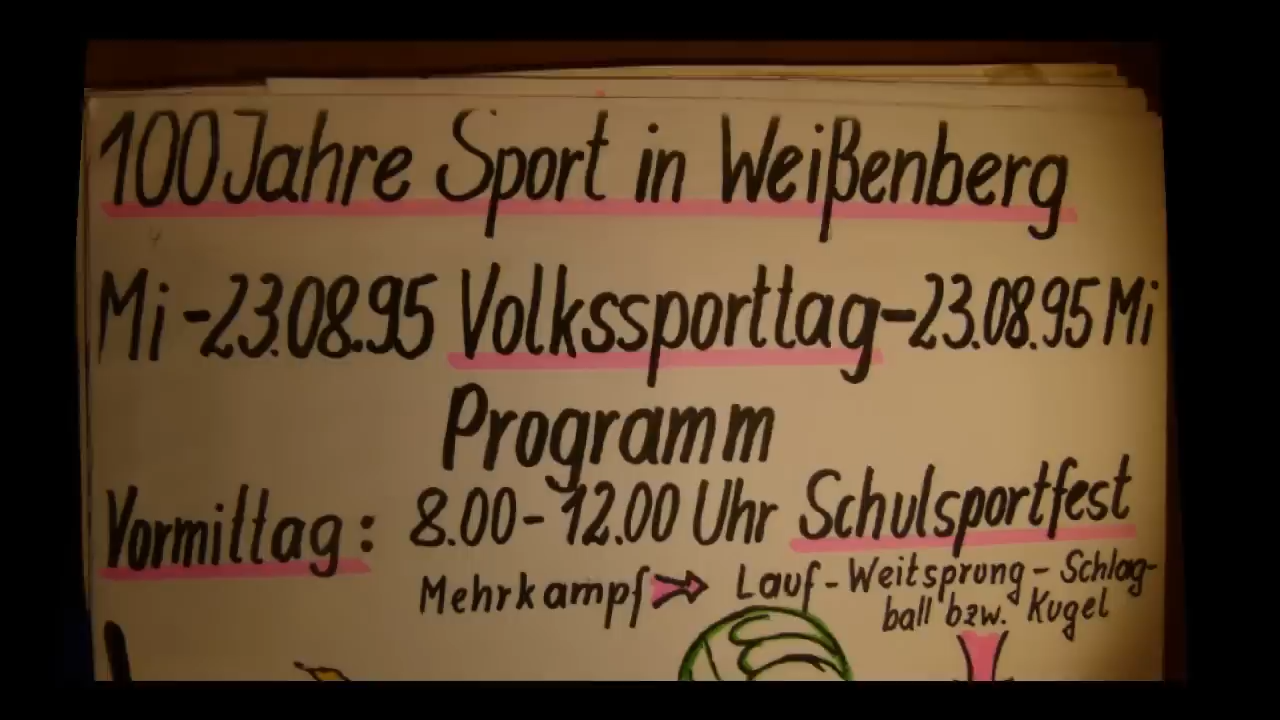 100 Jahre Sport in Weißenberg
Mi - 23.08.95 Volkssporttag - 23.08.95 Mi
Programm
Vormittag: 8.00 - 12.00 Uhr Schulsportfest
Mehrkampf Lauf - Weitsprung - Schlag-
ball bzw. Kugel